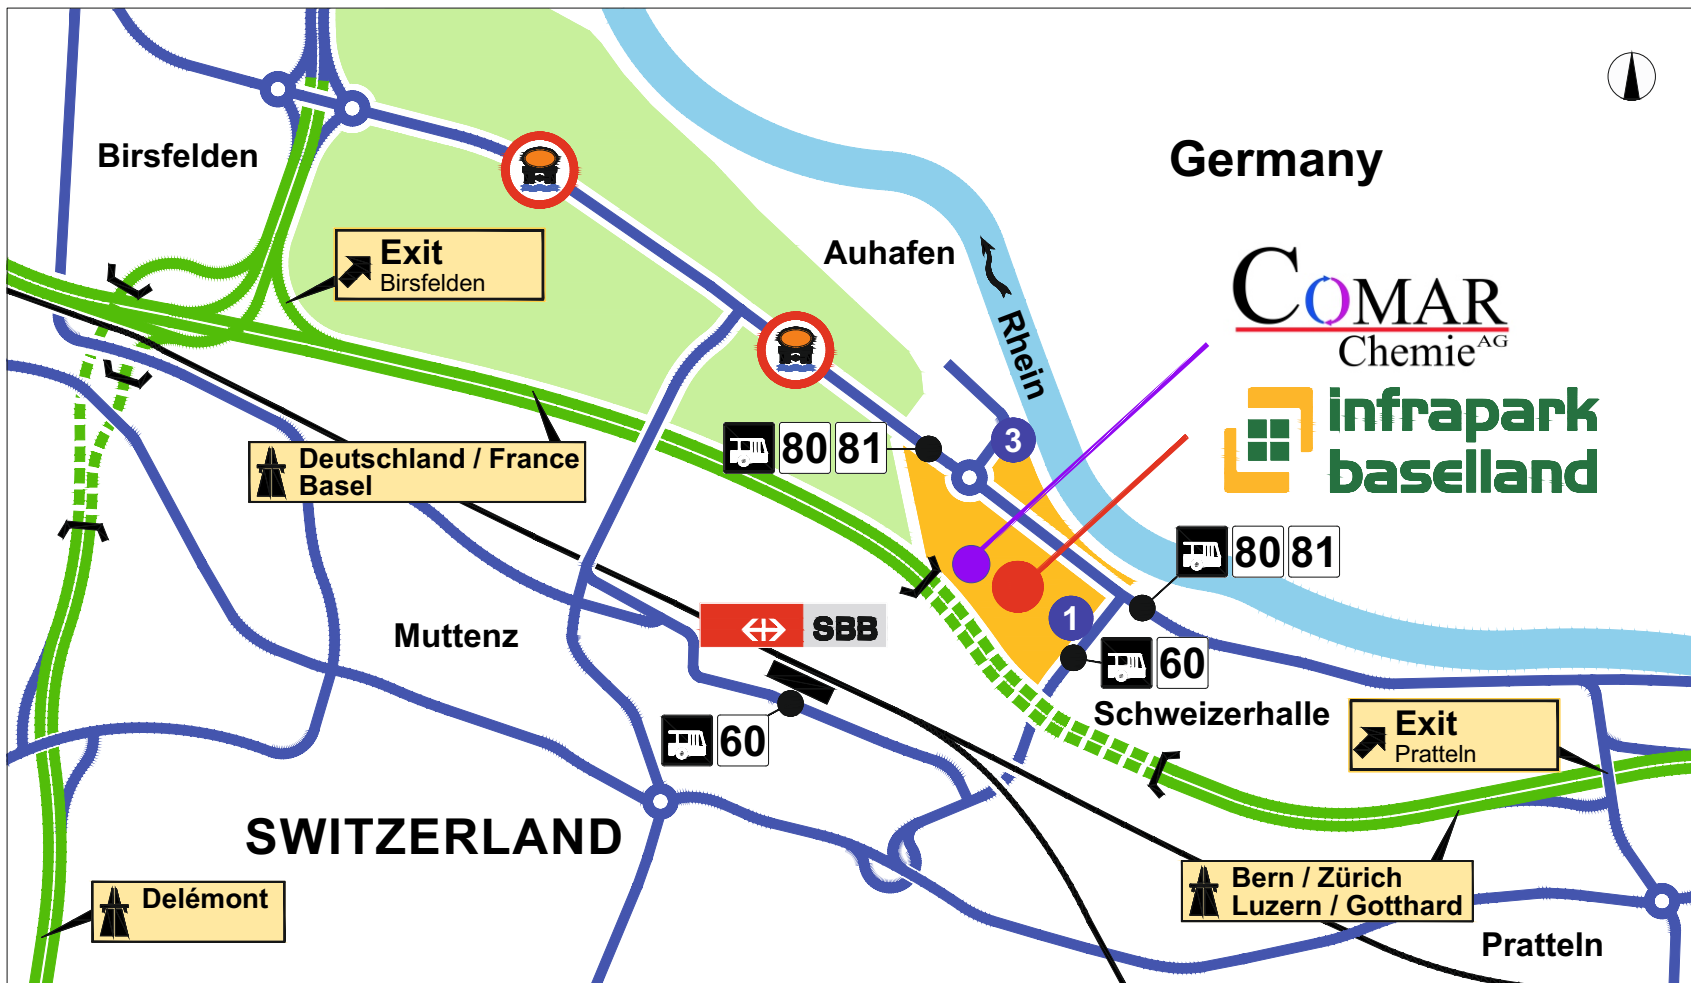 Birsfelden
Germany
Exit
Birsfelden
Auhafen
Rhein
COMAR
Chemie AG
infrapark
baselland
3
80 81
Deutschland / France
Basel
80 81
1
Muttenz
SBB
60
Schweizerhalle
60
Exit
Pratteln
SWITZERLAND
Delémont
Bern / Zürich
Luzern / Gotthard
Pratteln